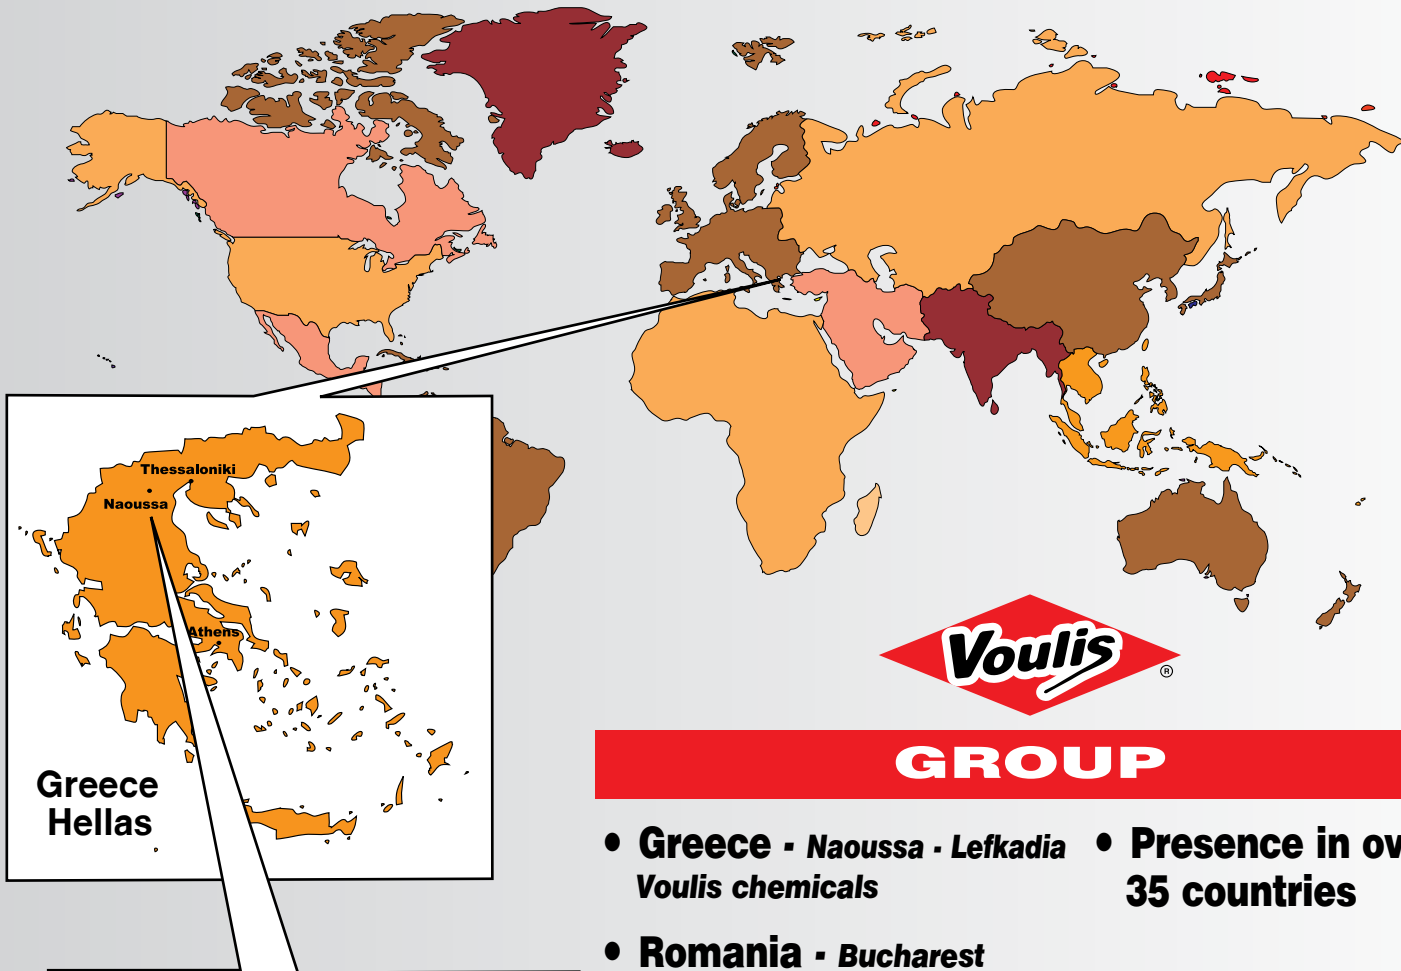 Thessaloniki
Naoussa
Athens
Greece
Hellas
Voulis
®
GROUP
• Greece - Naoussa - Lefkadia
Voulis chemicals
• Romania - Bucharest
• Presence in ov
35 countries